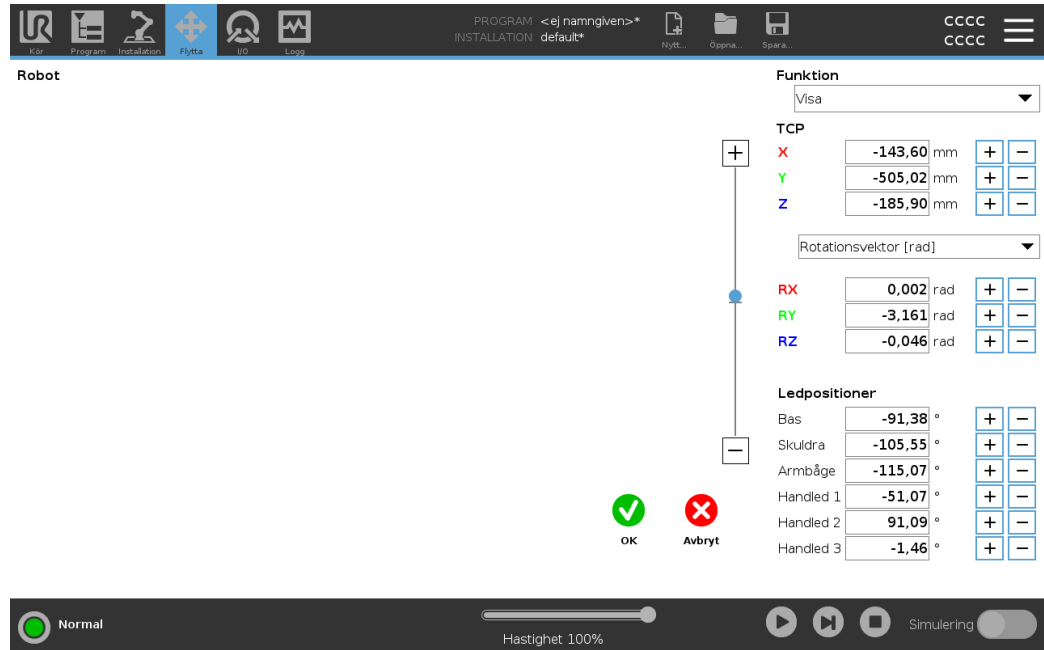 Kör Program Installation Flytta I/O Logg
PROGRAM <ej namngiven>*
INSTALLATION default*
Nytt... Öppna... Spara...
CCCC
CCCC
Robot
Funktion
Visa
TCP
X -143,60 mm + −
Y -505,02 mm + −
Z -185,90 mm + −
Rotationsvektor [rad]
RX 0,002 rad + −
RY -3,161 rad + −
RZ -0,046 rad + −
Ledpositioner
Bas -91,38 ° + −
Skuldra -105,55 ° + −
Armbåge -115,07 ° + −
Handled 1 -51,07 ° + −
Handled 2 91,09 ° + −
Handled 3 -1,46 ° + −
+
−
OK Avbryt
Normal
Hastighet 100%
Simulering